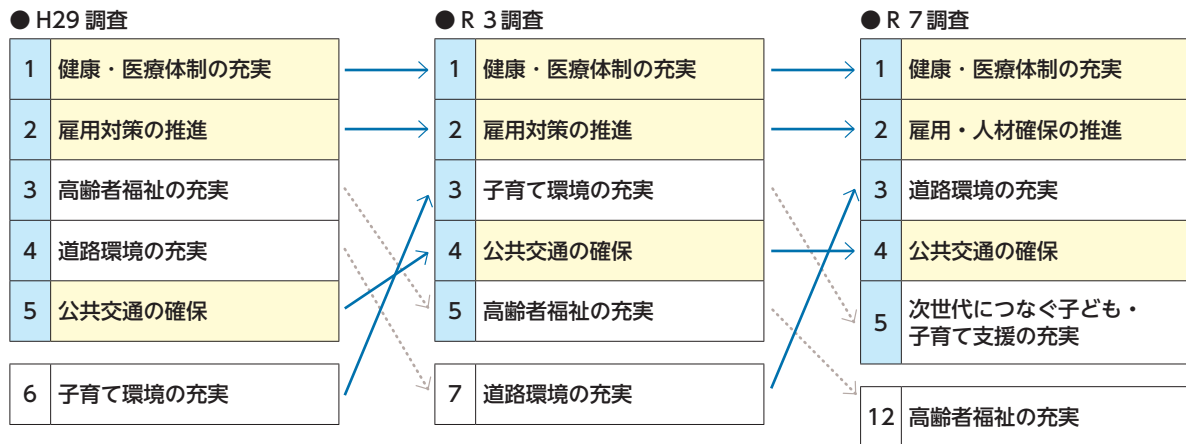 ● H29 調査
1 健康・医療体制の充実
2 雇用対策の推進
3 高齢者福祉の充実
4 道路環境の充実
5 公共交通の確保
6 子育て環境の充実
● R 3 調査
1 健康・医療体制の充実
2 雇用対策の推進
3 子育て環境の充実
4 公共交通の確保
5 高齢者福祉の充実
7 道路環境の充実
● R 7 調査
1 健康・医療体制の充実
2 雇用・人材確保の推進
3 道路環境の充実
4 公共交通の確保
5 次世代につなぐ子ども・
子育て支援の充実
12 高齢者福祉の充実